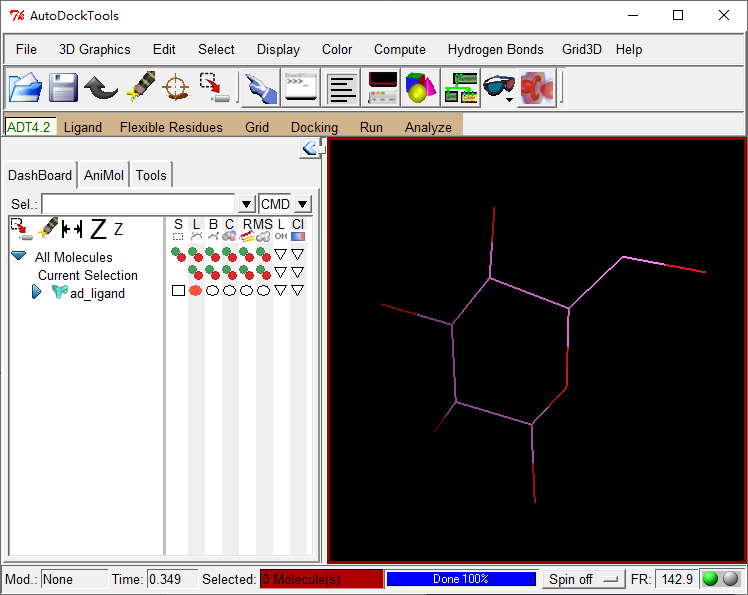 AutoDockTools
File 3D Graphics Edit Select Display Color Compute Hydrogen Bonds Grid3D Help
>>>
ADT4.2 Ligand Flexible Residues Grid Docking Run Analyze
DashBoard AniMol Tools
Sel.: CMD
Z Z S L B C R MS L Cl
OH
All Molecules
Current Selection
ad_ligand
Mod.: None Time: 0.349 Selected: 0 Molecule(s) Done 100% Spin off FR: 142.9